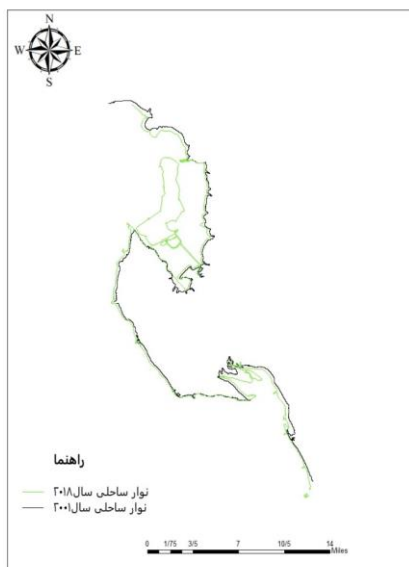 N
W E
S
راهنما
نوار ساحلی سال۲۰۱۸
نوار ساحلی سال۲۰۰۱
0 1/75 3/5 7 10/5 14
Miles